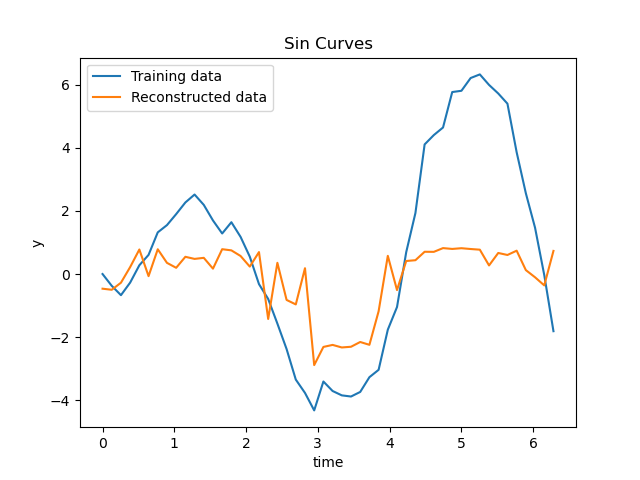 Sin Curves
Training data
Reconstructed data
6
4
2
0
−2
−4
y
0 1 2 3 4 5 6
time